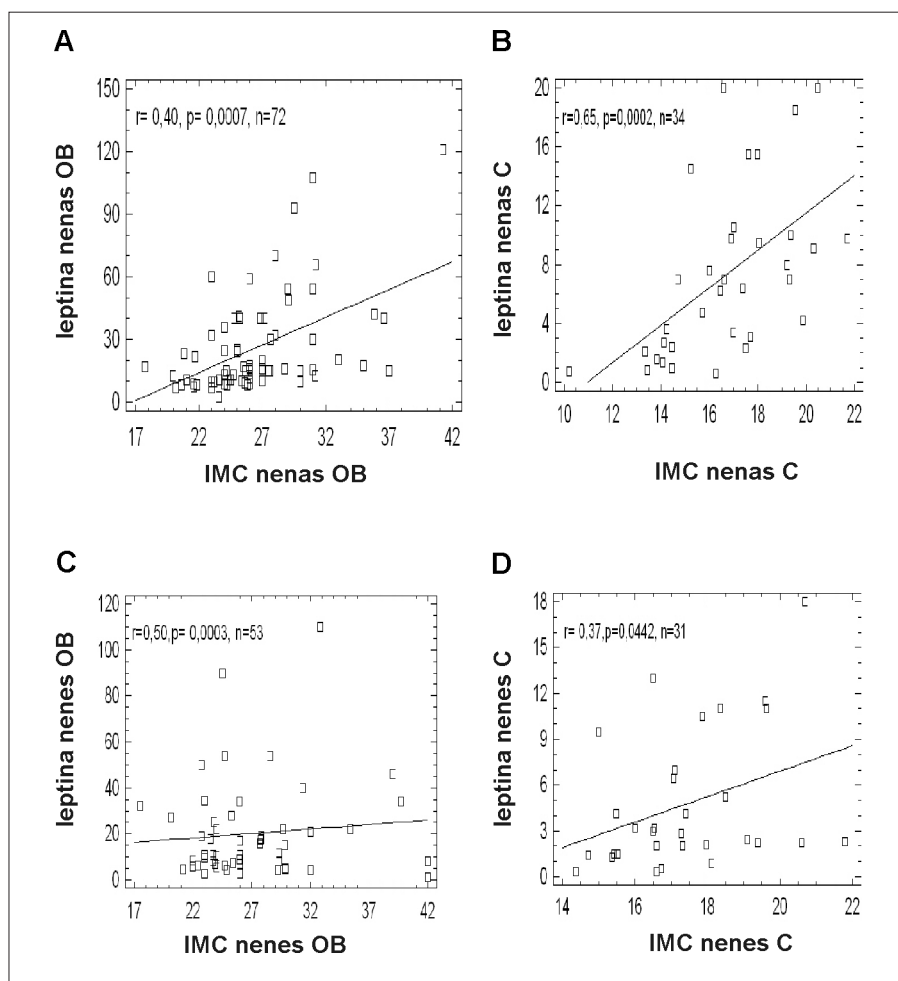 A
r= 0,40, p= 0,0007, n=72
leptina nenas OB
150
120
90
60
30
0
17 22 27 32 37 42
IMC nenas OB
B
r=0,65, p=0,0002, n=34
leptina nenas C
20
16
12
8
4
0
10 12 14 16 18 20 22
IMC nenas C
C
r=0,50,p= 0,0003, n=53
leptina nenes OB
120
100
80
60
40
20
0
17 22 27 32 37 42
IMC nenes OB
D
r= 0,37,p=0,0442, n=31
leptina nenes C
18
15
12
9
6
3
0
14 16 18 20 22
IMC nenes C